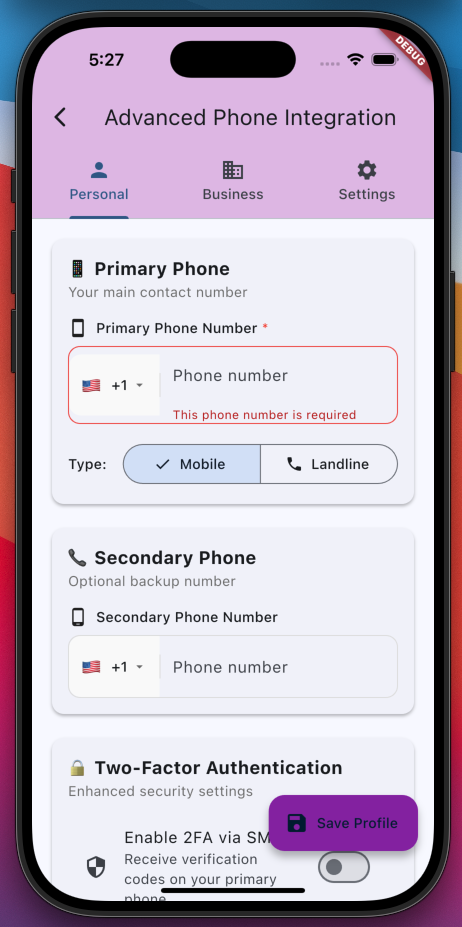 5:27
DEBUG
Advanced Phone Integration
Personal
Business
Settings
📱 Primary Phone
Your main contact number
Primary Phone Number *
+1
Phone number
This phone number is required
Type:
Mobile
Landline
📞 Secondary Phone
Optional backup number
Secondary Phone Number
+1
Phone number
🔒 Two-Factor Authentication
Enhanced security settings
Save Profile
Enable 2FA via SM
Receive verification
codes on your primary
phone